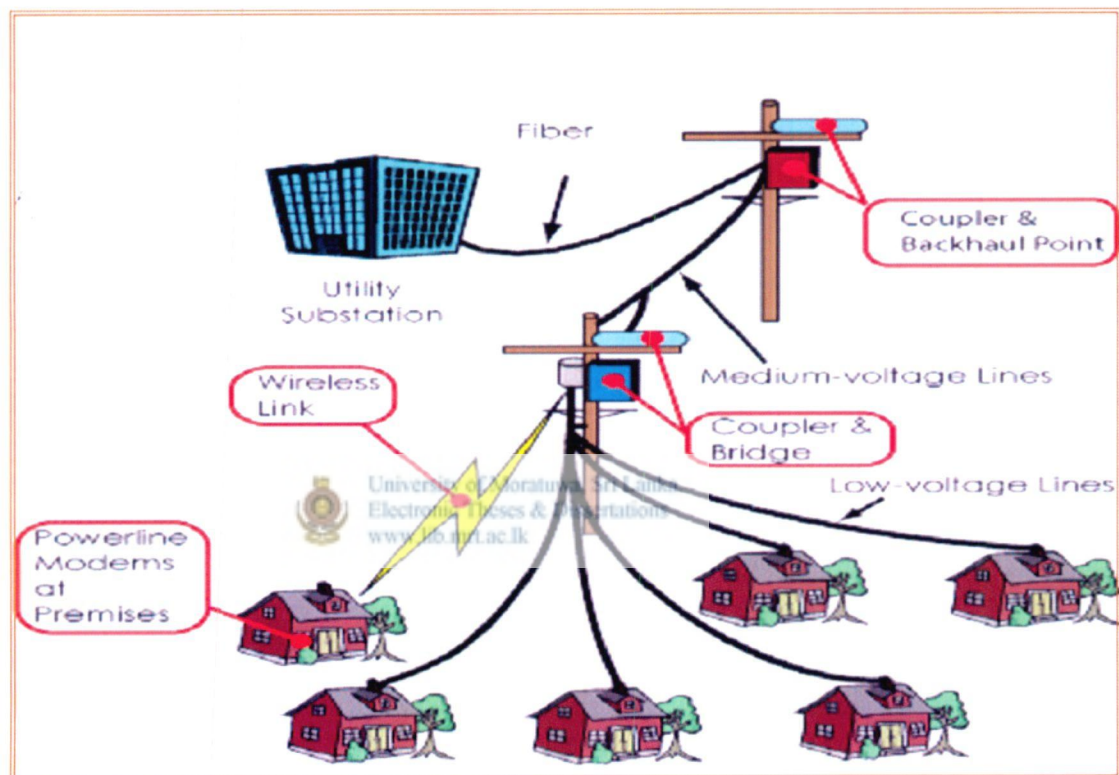 Fiber
Coupler &
Backhaul Point
Utility
Substation
Medium-voltage Lines
Wireless
Link
Coupler &
Bridge
Low-voltage Lines
University of Moratuwa, Sri Lanka.
Electronic Theses & Dissertations
www.lib.mrt.ac.lk
Powerline
Modems
at
Premises